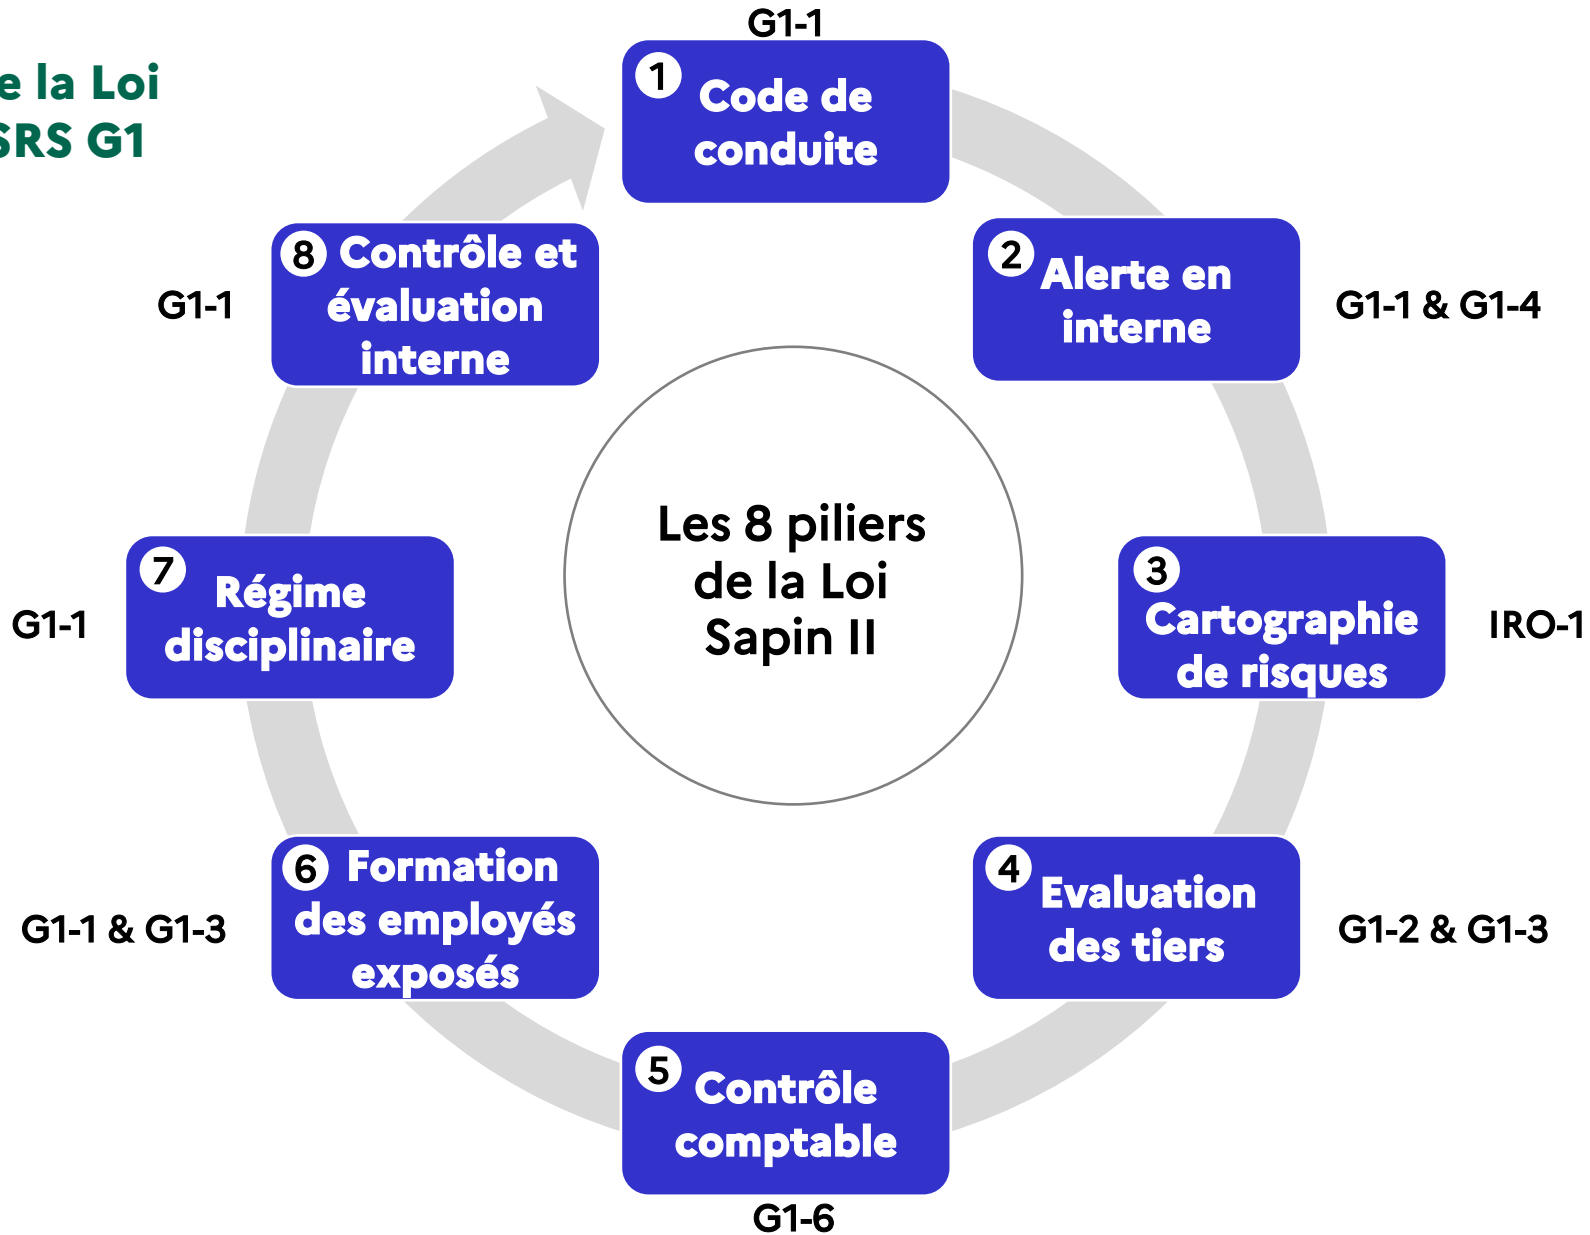 e la Loi
SRS G1
G1-1
1
Code de
conduite
2
Alerte en
interne
G1-1 & G1-4
3
Cartographie
de risques
IRO-1
4
Evaluation
des tiers
G1-2 & G1-3
5
Contrôle
comptable
G1-6
6 Formation
des employés
exposés
G1-1 & G1-3
7
Régime
disciplinaire
G1-1
8 Contrôle et
évaluation
interne
G1-1
Les 8 piliers
de la Loi
Sapin II